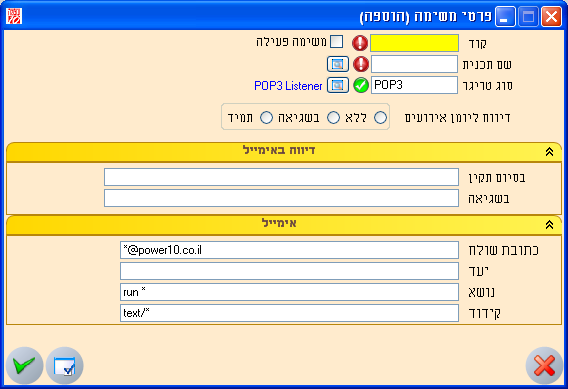 פרטי משימה (הוספה)
קוד משימה פעילה
שם תכנית
סוג טריגר POP3 POP3 Listener
דיווח ליומן אירועים ללא בשגיאה תמיד
דיווח באימייל
בסיום תקין
בשגיאה
אימייל
כתובת שולח *@power10.co.il
יעד
נושא run *
קידוד text/*